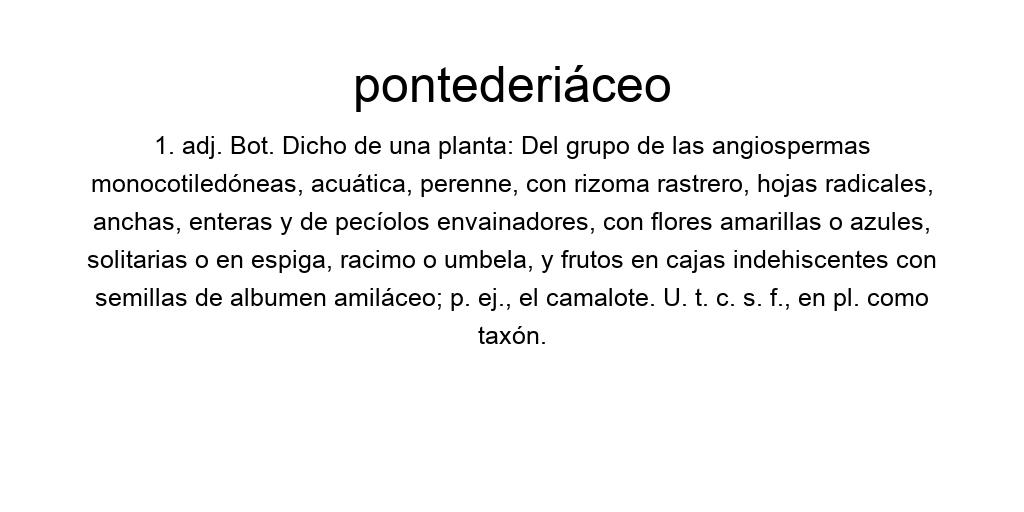 pontederiáceo
1. adj. Bot. Dicho de una planta: Del grupo de las angiospermas
monocotiledóneas, acuática, perenne, con rizoma rastrero, hojas radicales,
anchas, enteras y de pecíolos envainadores, con flores amarillas o azules,
solitarias o en espiga, racimo o umbela, y frutos en cajas indehiscentes con
semillas de albumen amiláceo; p. ej., el camalote. U. t. c. s. f., en pl. como
taxón.